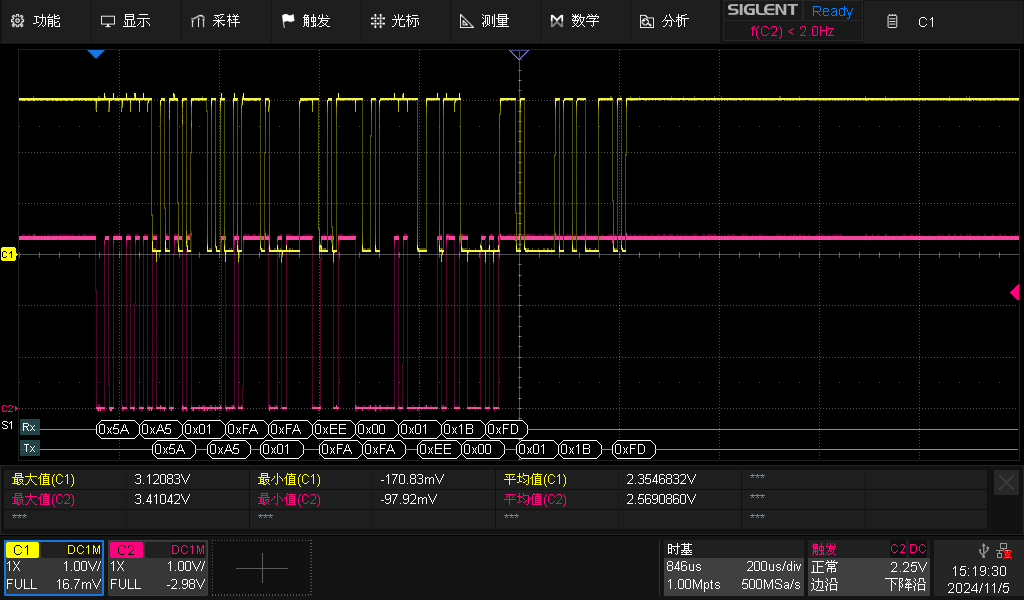 功能 显示 采样 触发 光标 测量 数学 分析 SIGLENT Ready C1
f(C2) < 2.0Hz
C1
C2
S1 Rx 0x5A 0xA5 0x01 0xFA 0xFA 0xEE 0x00 0x01 0x1B 0xFD
Tx 0x5A 0xA5 0x01 0xFA 0xFA 0xEE 0x00 0x01 0x1B 0xFD
最大值(C1) 3.12083V 最小值(C1) -170.83mV 平均值(C1) 2.3546832V ***
最大值(C2) 3.41042V 最小值(C2) -97.92mV 平均值(C2) 2.5690860V ***
*** *** *** ***
C1 DC1M C2 DC1M 时基 触发 C2 DC
1X 1.00V/ 1X 1.00V/ 846us 200us/div 正常 2.25V 15:19:30
FULL 16.7mV FULL -2.98V 1.00Mpts 500MSa/s 边沿 下降沿 2024/11/5